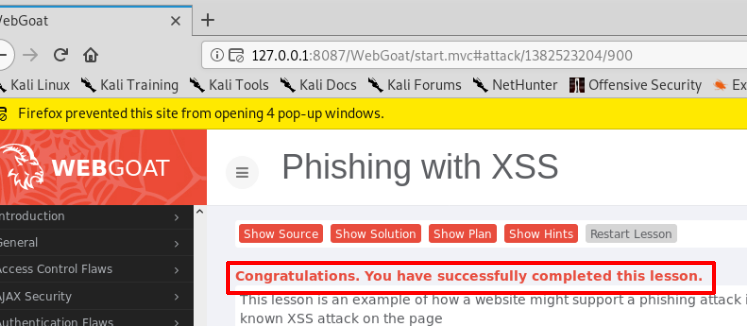 WebGoat
127.0.0.1:8087/WebGoat/start.mvc#attack/1382523204/900
Kali Linux Kali Training Kali Tools Kali Docs Kali Forums NetHunter Offensive Security Ex
Firefox prevented this site from opening 4 pop-up windows.
WEBGOAT
Phishing with XSS
Introduction
General
Access Control Flaws
AJAX Security
Authentication Flaws
Show Source Show Solution Show Plan Show Hints Restart Lesson
Congratulations. You have successfully completed this lesson.
This lesson is an example of how a website might support a phishing attack i
known XSS attack on the page